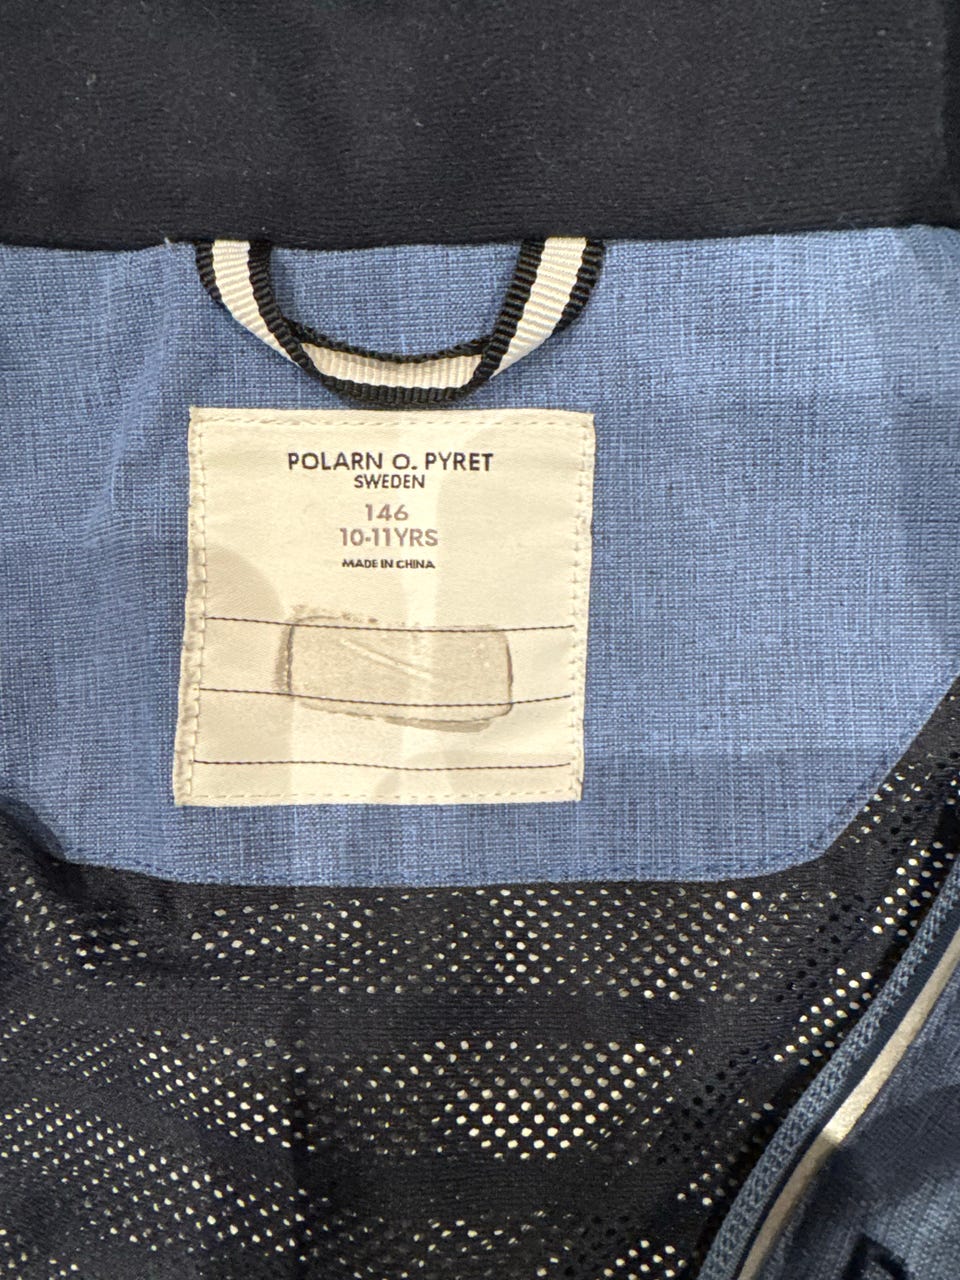 POLARN O. PYRET
SWEDEN
146
10-11YRS
MADE IN CHINA